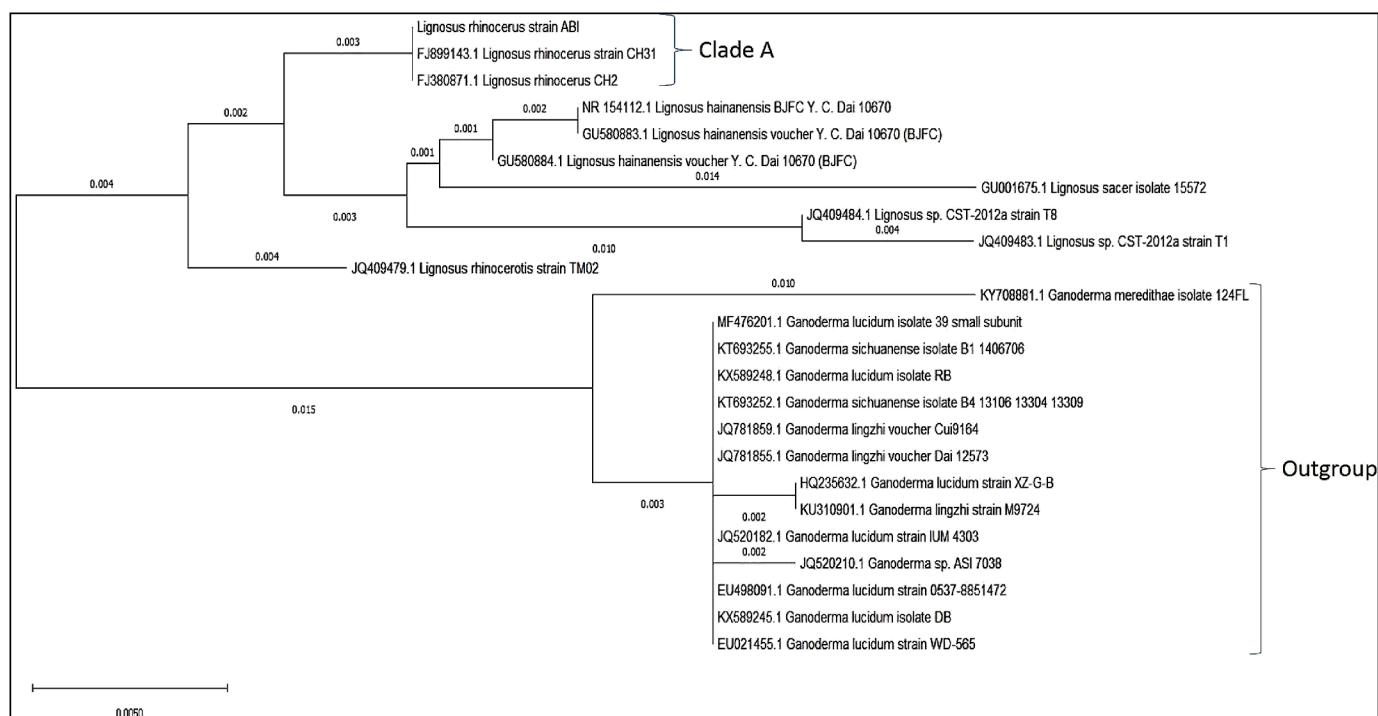 Lignosus rhinocerus strain ABI
0.003
FJ899143.1 Lignosus rhinocerus strain CH31
Clade A
FJ380871.1 Lignosus rhinocerus CH2
0.002
NR 154112.1 Lignosus hainanensis BJFC Y. C. Dai 10670
0.002
0.001
GU580883.1 Lignosus hainanensis voucher Y. C. Dai 10670 (BJFC)
0.001
GU580884.1 Lignosus hainanensis voucher Y. C. Dai 10670 (BJFC)
0.014
0.004
GU001675.1 Lignosus sacer isolate 15572
0.003
JQ409484.1 Lignosus sp. CST-2012a strain T8
0.004
JQ409483.1 Lignosus sp. CST-2012a strain T1
0.010
0.004
JQ409479.1 Lignosus rhinocerotis strain TM02
0.010
KY708881.1 Ganoderma meredithae isolate 124FL
MF476201.1 Ganoderma lucidum isolate 39 small subunit
KT693255.1 Ganoderma sichuanense isolate B1 1406706
KX589248.1 Ganoderma lucidum isolate RB
KT693252.1 Ganoderma sichuanense isolate B4 13106 13304 13309
0.015
JQ781859.1 Ganoderma lingzhi voucher Cui9164
JQ781855.1 Ganoderma lingzhi voucher Dai 12573
Outgroup
HQ235632.1 Ganoderma lucidum strain XZ-G-B
0.003
KU310901.1 Ganoderma lingzhi strain M9724
0.002
JQ520182.1 Ganoderma lucidum strain IUM 4303
0.002
JQ520210.1 Ganoderma sp. ASI 7038
EU498091.1 Ganoderma lucidum strain 0537-8851472
KX589245.1 Ganoderma lucidum isolate DB
EU021455.1 Ganoderma lucidum strain WD-565
0.0050